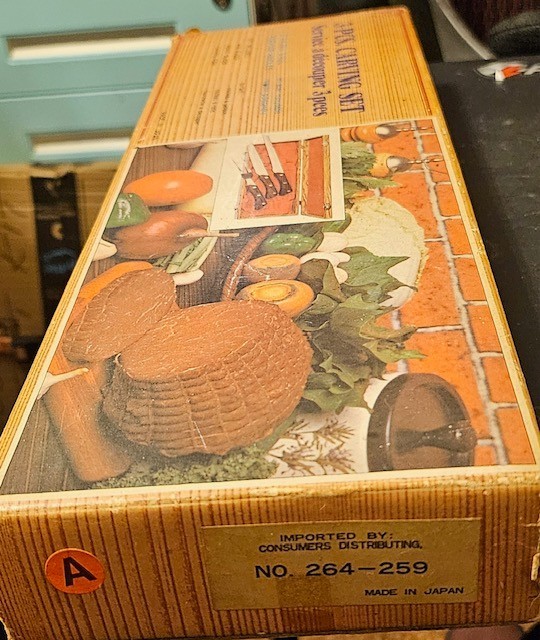 3 PCS. CARVING SET
Service à découper 3 pcs
A
IMPORTED BY:
CONSUMERS DISTRIBUTING,
NO. 264-259
MADE IN JAPAN